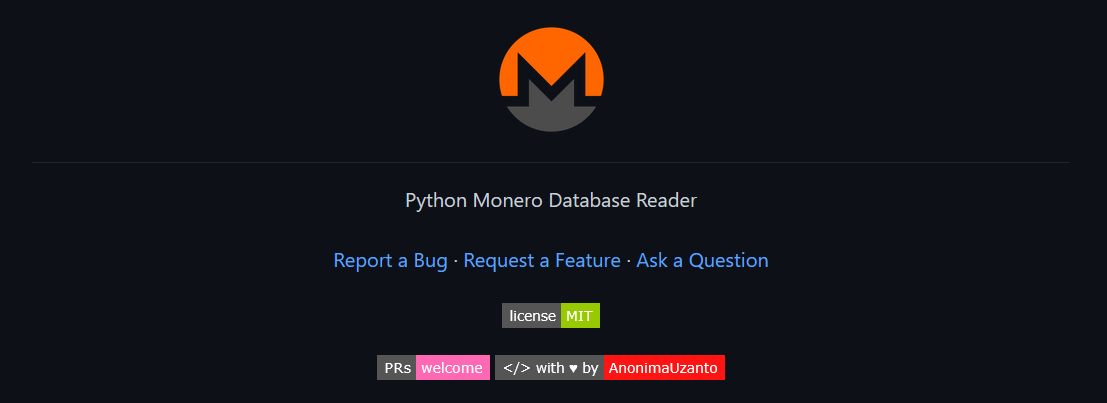 Python Monero Database Reader
Report a Bug · Request a Feature · Ask a Question
license MIT
PRs welcome </> with ♥ by AnonimaUzanto